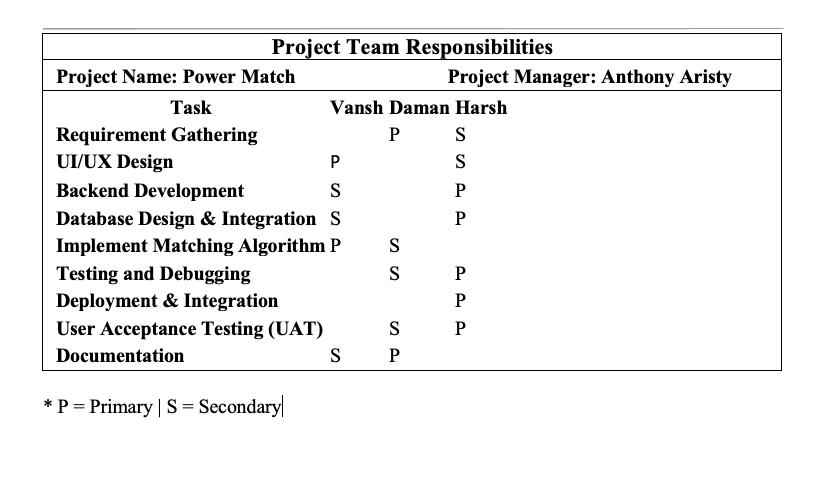 Project Team Responsibilities
Project Name: Power Match Project Manager: Anthony Aristy
Task Vansh Daman Harsh
Requirement Gathering P S
UI/UX Design P S
Backend Development S P
Database Design & Integration S P
Implement Matching Algorithm P S
Testing and Debugging S P
Deployment & Integration P
User Acceptance Testing (UAT) S P
Documentation S P
* P = Primary | S = Secondary